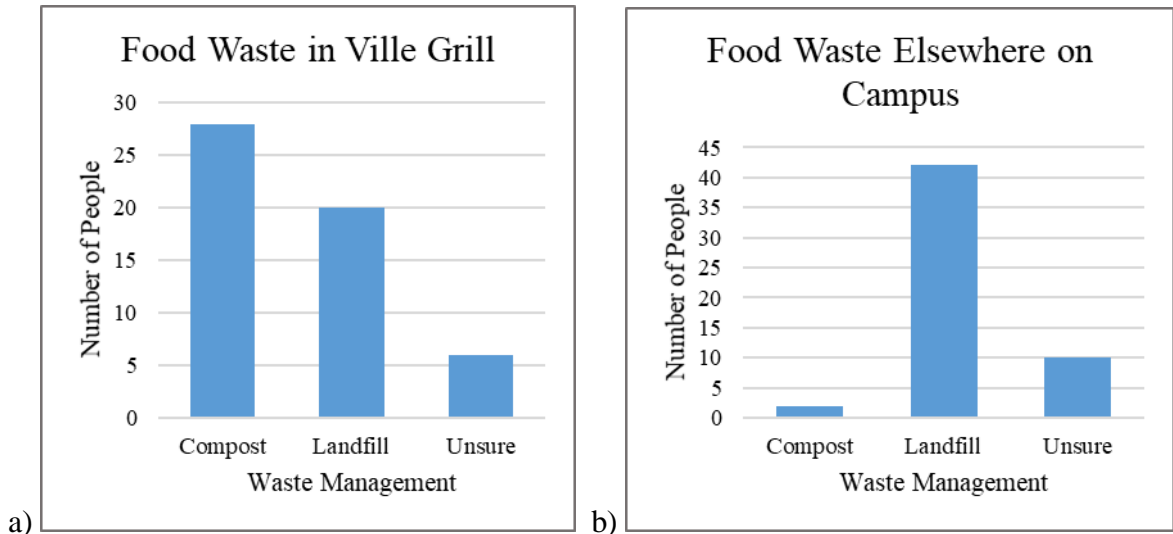 Food Waste in Ville Grill
30
25
20
15
10
5
0
Number of People
Compost Landfill Unsure
Waste Management
a)
Food Waste Elsewhere on
Campus
45
40
35
30
25
20
15
10
5
0
Number of People
Compost Landfill Unsure
Waste Management
b)